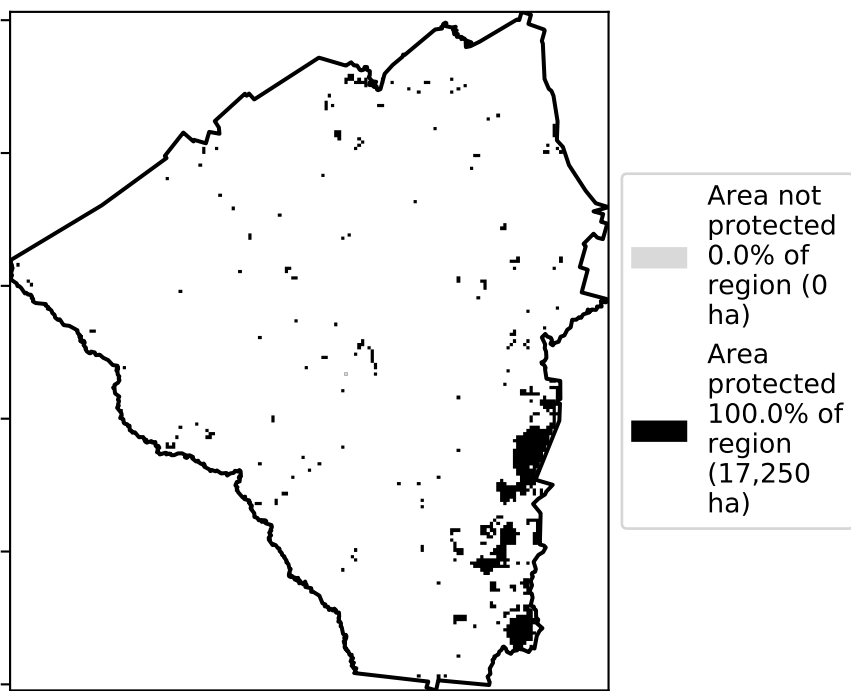 Area not
protected
0.0% of
region (0
ha)
Area
protected
100.0% of
region
(17,250
ha)